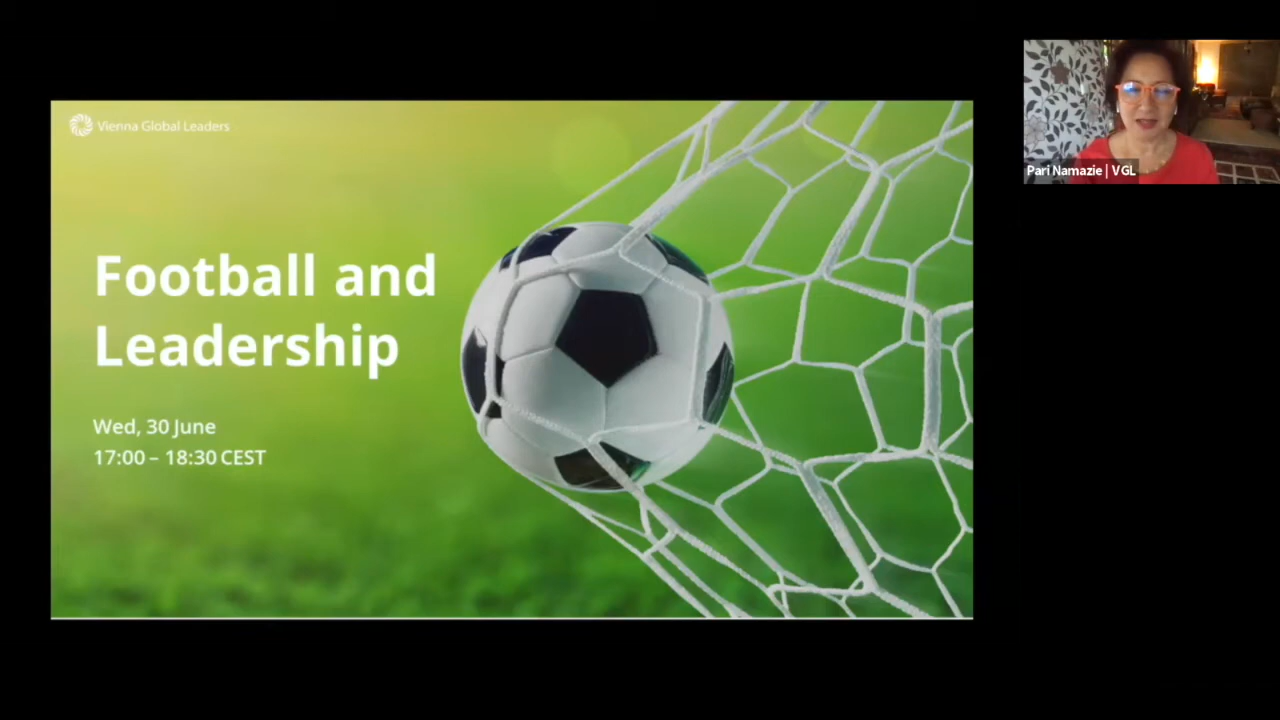 Vienna Global Leaders
Football and
Leadership
Wed, 30 June
17:00 – 18:30 CEST
Pari Namazie | VGL